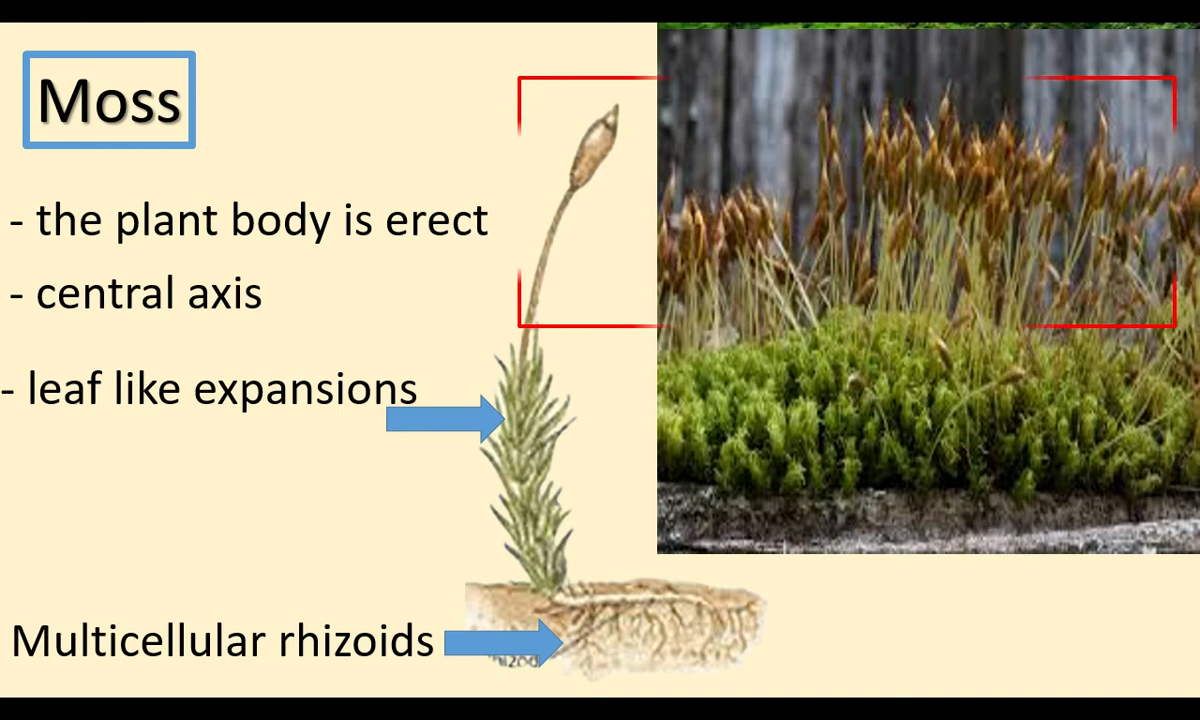 Moss
- the plant body is erect
- central axis
- leaf like expansions
Multicellular rhizoids